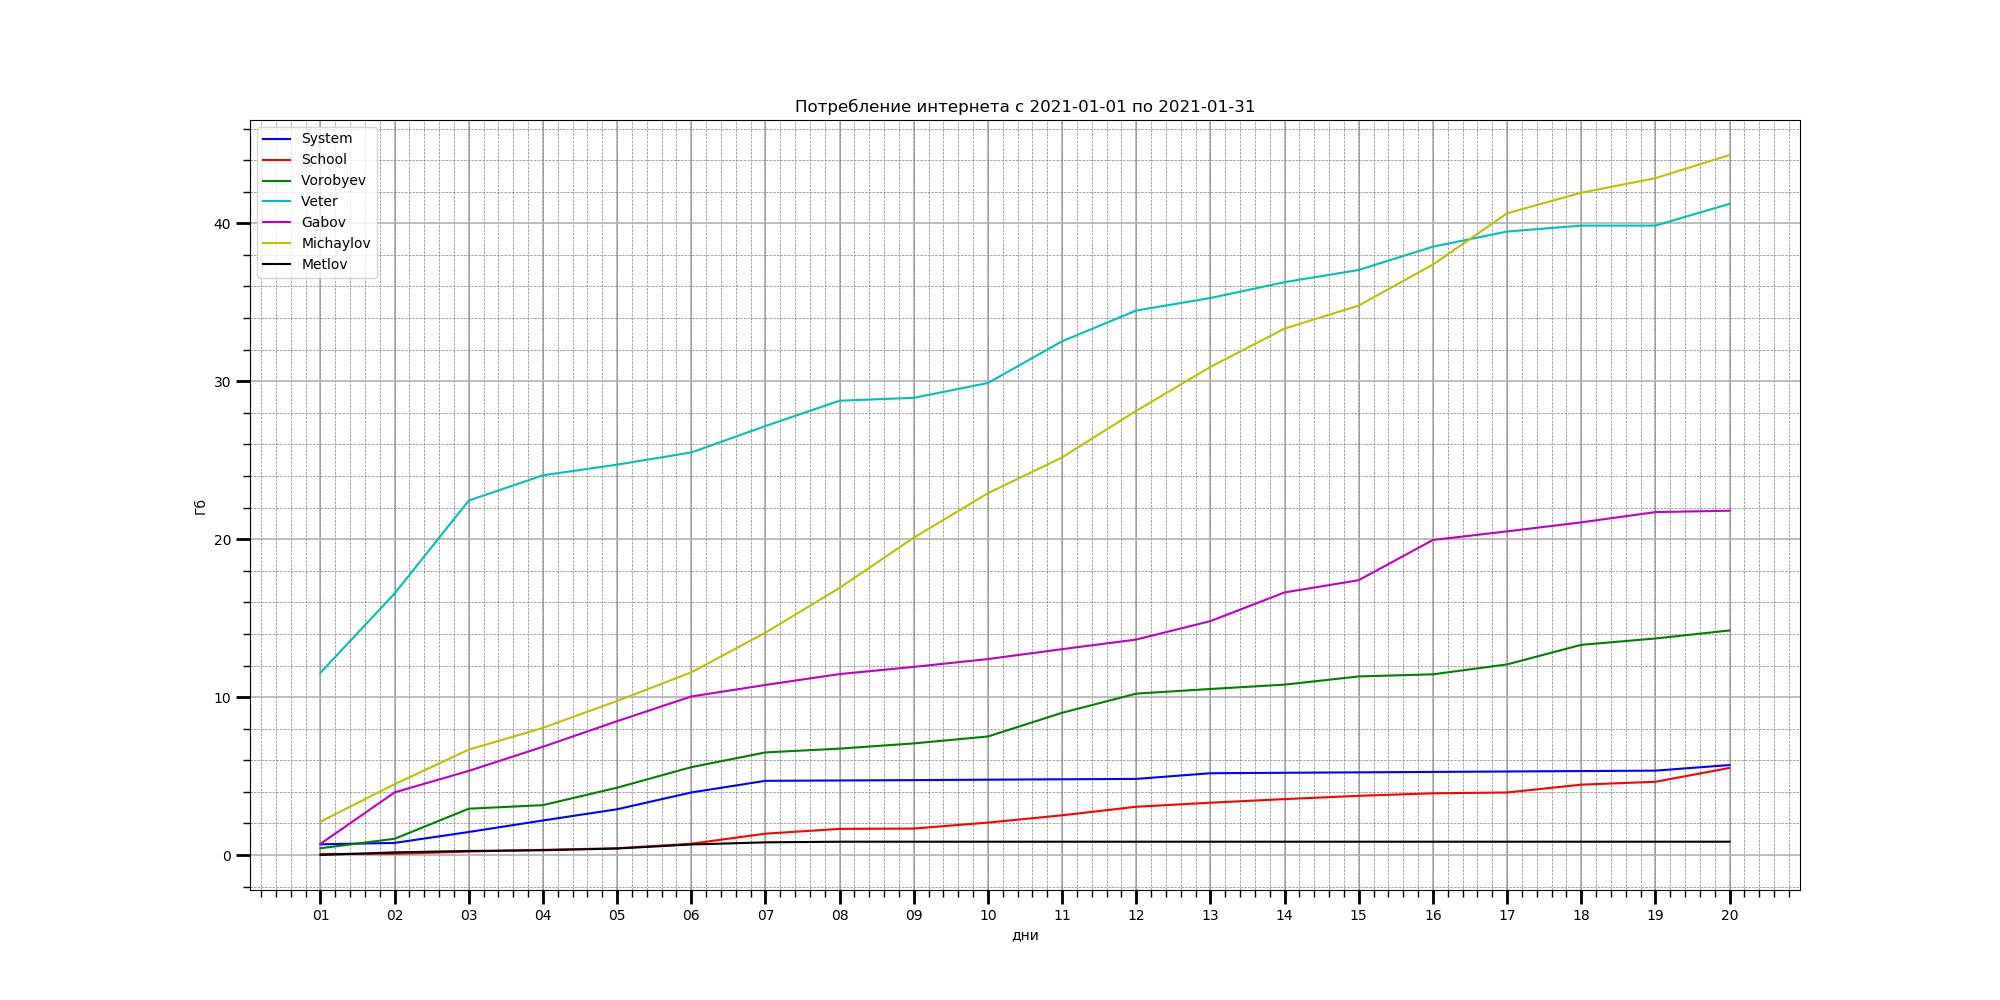 Потребление интернета с 2021-01-01 по 2021-01-31
System
School
Vorobyev
Veter
Gabov
Michaylov
Metlov
Гб
40
30
20
10
0
01 02 03 04 05 06 07 08 09 10 11 12 13 14 15 16 17 18 19 20
дни